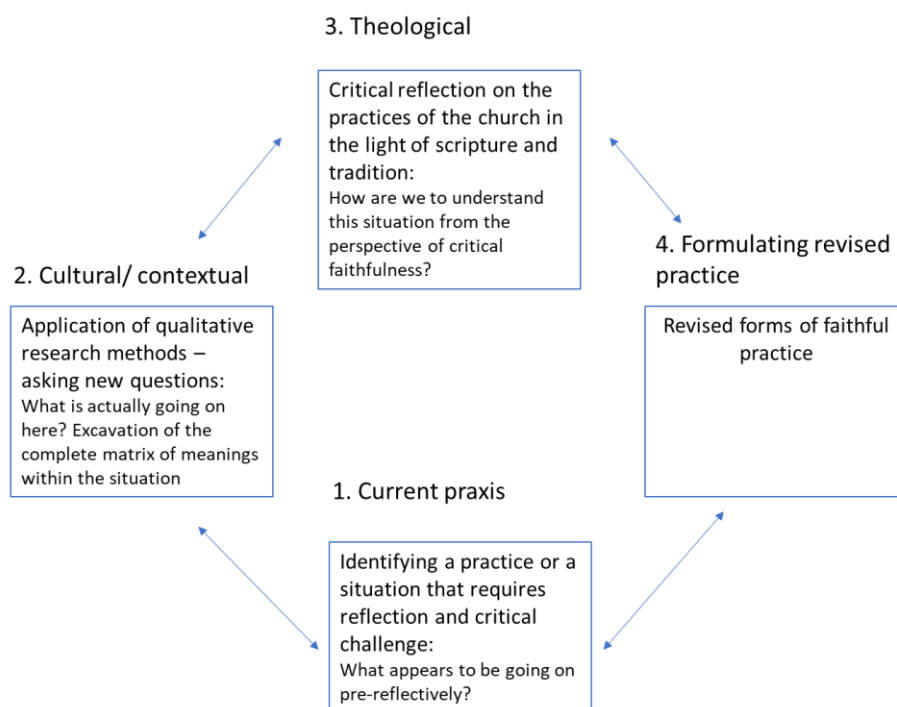 3. Theological
Critical reflection on the
practices of the church in
the light of scripture and
tradition:
How are we to understand
this situation from the
perspective of critical
faithfulness?
2. Cultural/ contextual
Application of qualitative
research methods –
asking new questions:
What is actually going on
here? Excavation of the
complete matrix of meanings
within the situation
4. Formulating revised
practice
Revised forms of faithful
practice
1. Current praxis
Identifying a practice or a
situation that requires
reflection and critical
challenge:
What appears to be going on
pre-reflectively?